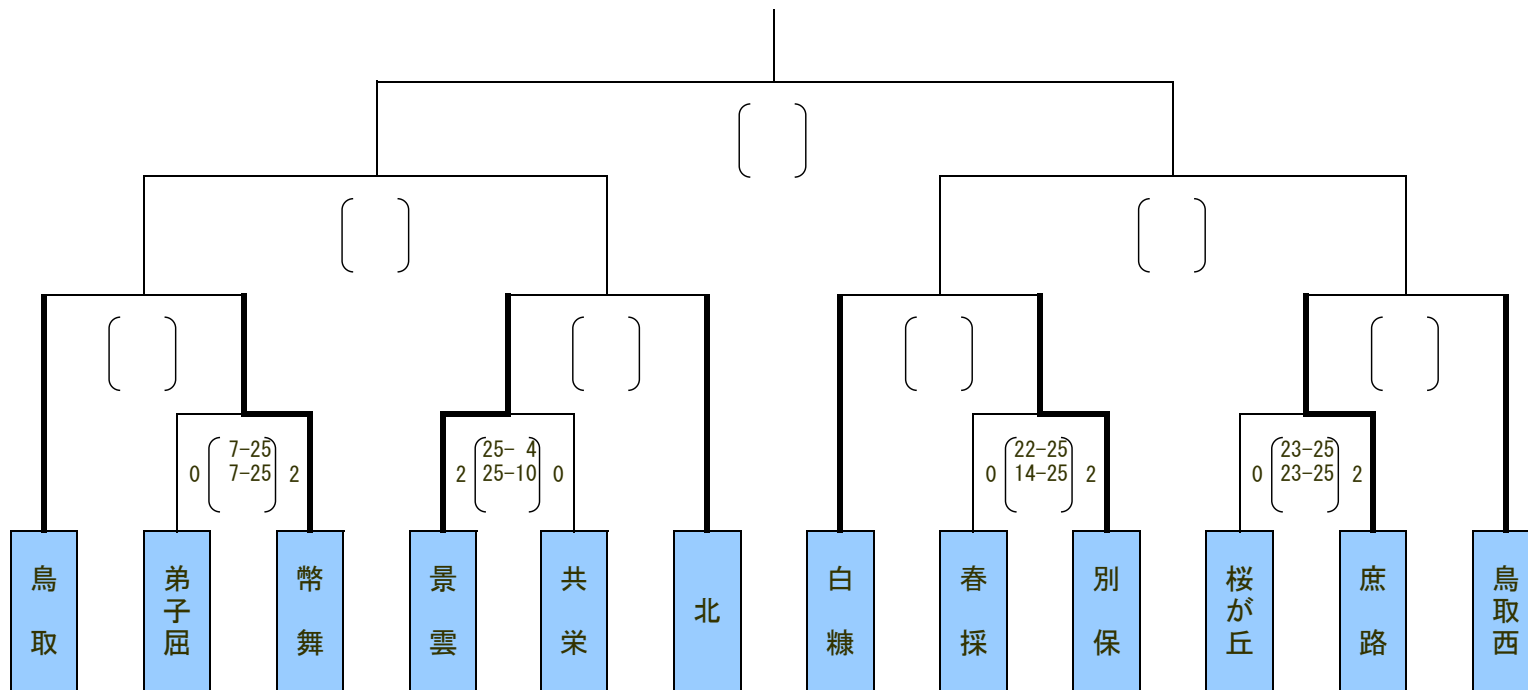 7-25
0 7-25 2
25- 4
2 25-10 0
22-25
0 14-25 2
23-25
0 23-25 2
鳥取
弟子屈
幣舞
景雲
共栄
北
白糠
春採
別保
桜が丘
庶路
鳥取西